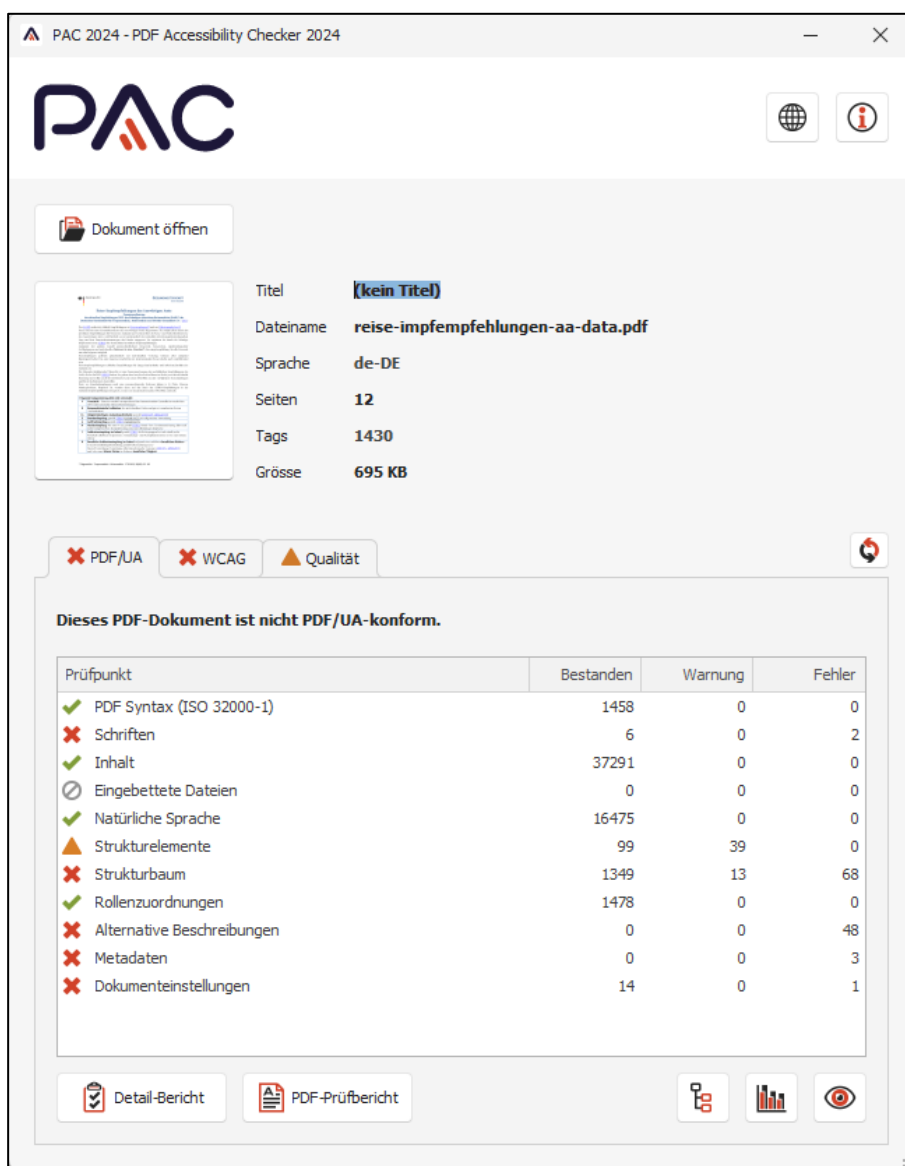 PAC 2024 - PDF Accessibility Checker 2024
PAC
Dokument öffnen
Titel (kein Titel)
Dateiname reise-impfempfehlungen-aa-data.pdf
Sprache de-DE
Seiten 12
Tags 1430
Grösse 695 KB
PDF/UA WCAG Qualität
Dieses PDF-Dokument ist nicht PDF/UA-konform.
Prüfpunkt Bestanden Warnung Fehler
PDF Syntax (ISO 32000-1) 1458 0 0
Schriften 6 0 2
Inhalt 37291 0 0
Eingebettete Dateien 0 0 0
Natürliche Sprache 16475 0 0
Strukturelemente 99 39 0
Strukturbaum 1349 13 68
Rollenzuordnungen 1478 0 0
Alternative Beschreibungen 0 0 48
Metadaten 0 0 3
Dokumenteinstellungen 14 0 1
Detail-Bericht PDF-Prüfbericht